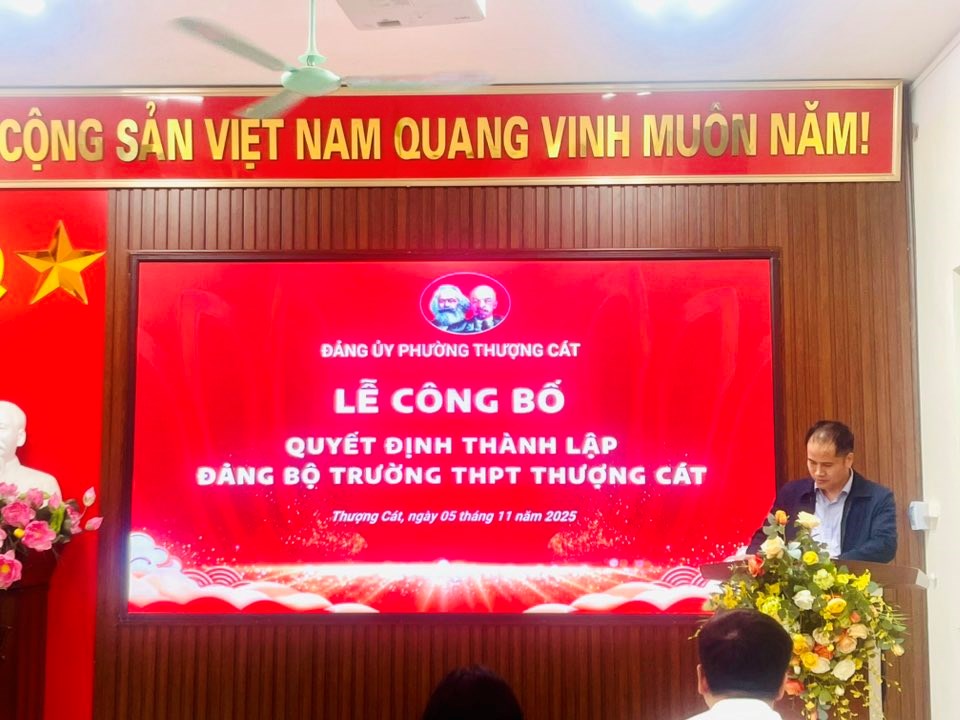 CỘNG SẢN VIỆT NAM QUANG VINH MUÔN NĂM!
ĐẢNG ỦY PHƯỜNG THƯỢNG CÁT
LỄ CÔNG BỐ
QUYẾT ĐỊNH THÀNH LẬP
ĐẢNG BỘ TRƯỜNG THPT THƯỢNG CÁT
Thượng Cát, ngày 05 tháng 11 năm 2025